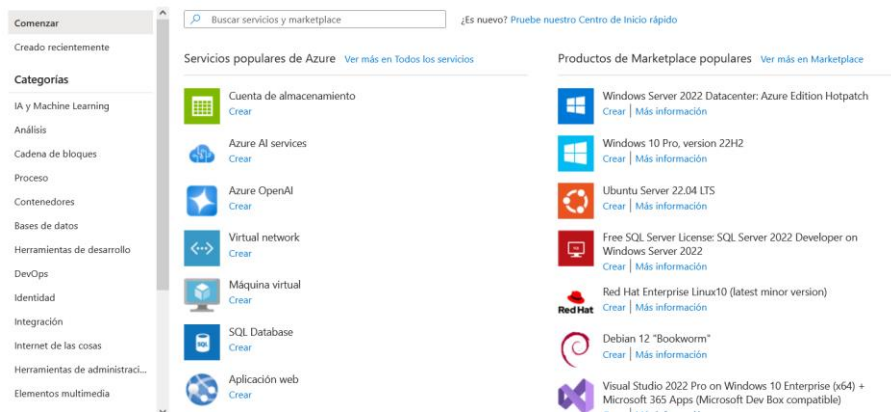 Comenzar
Creado recientemente
Categorías
IA y Machine Learning
Análisis
Cadena de bloques
Proceso
Contenedores
Bases de datos
Herramientas de desarrollo
DevOps
Identidad
Integración
Internet de las cosas
Herramientas de administraci...
Elementos multimedia
Buscar servicios y marketplace
¿Es nuevo? Pruebe nuestro Centro de Inicio rápido
Servicios populares de Azure Ver más en Todos los servicios
Cuenta de almacenamiento
Crear
Azure AI services
Crear
Azure OpenAI
Crear
Virtual network
Crear
Máquina virtual
Crear
SQL
SQL Database
Crear
Aplicación web
Crear
Productos de Marketplace populares Ver más en Marketplace
Windows Server 2022 Datacenter: Azure Edition Hotpatch
Crear | Más información
Windows 10 Pro, version 22H2
Crear | Más información
Ubuntu Server 22.04 LTS
Crear | Más información
Free SQL Server License: SQL Server 2022 Developer on
Windows Server 2022
Crear | Más información
Red Hat
Red Hat Enterprise Linux10 (latest minor version)
Crear | Más información
Debian 12 "Bookworm"
Crear | Más información
Visual Studio 2022 Pro on Windows 10 Enterprise (x64) +
Microsoft 365 Apps (Microsoft Dev Box compatible)